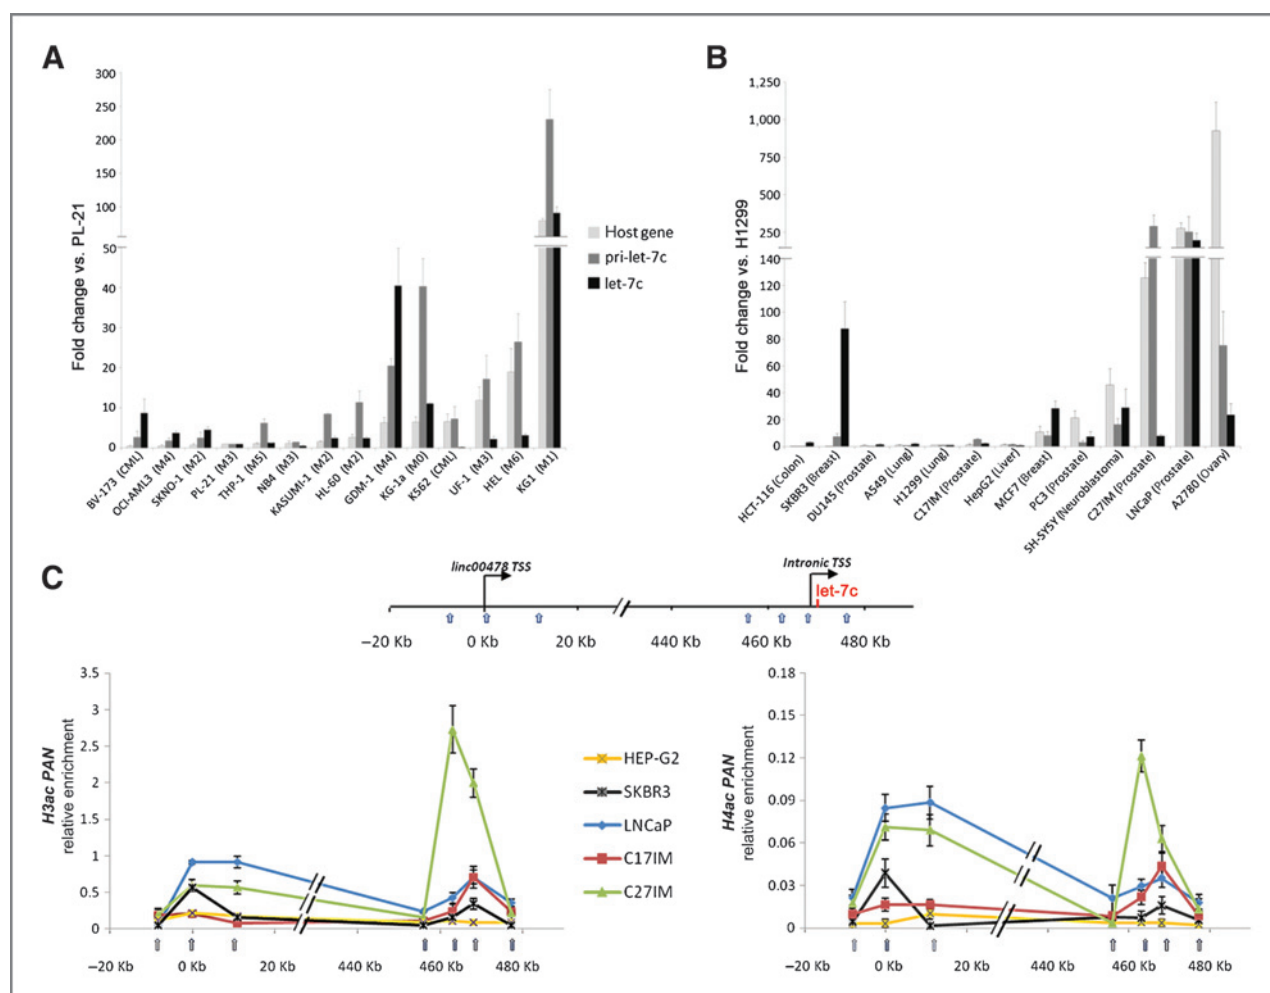 A
Fold change vs. PL-21
300
250
200
150
100
50
40
30
20
10
0
BV-173 (CML)
OCI-AML3 (M4)
SKNO-1 (M2)
PL-21 (M3)
THP-1 (M5)
NB4 (M3)
KASUMI-1 (M2)
HL-60 (M2)
GDM-1 (M4)
KG-1a (M0)
K562 (CML)
UF-1 (M3)
HEL (M6)
KG1 (M1)
Host gene
pri-let-7c
let-7c
B
Fold change vs. H1299
1,250
1,000
750
500
250
140
120
100
80
60
40
20
0
HCT-116 (Colon)
SKBR3 (Breast)
DU145 (Prostate)
A549 (Lung)
H1299 (Lung)
C17IM (Prostate)
HepG2 (Liver)
MCF7 (Breast)
PC3 (Prostate)
SH-SY5Y (Neuroblastoma)
C27IM (Prostate)
LNCaP (Prostate)
A2780 (Ovary)
C
linc00478 TSS
Intronic TSS
let-7c
−20 Kb 0 Kb 20 Kb 440 Kb 460 Kb 480 Kb
H3ac PAN
relative enrichment
3.5
3
2.5
2
1.5
1
0.5
0
−20 Kb 0 Kb 20 Kb 440 Kb 460 Kb 480 Kb
HEP-G2
SKBR3
LNCaP
C17IM
C27IM
H4ac PAN
relative enrichment
0.18
0.15
0.12
0.09
0.06
0.03
0
−20 Kb 0 Kb 20 Kb 440 Kb 460 Kb 480 Kb